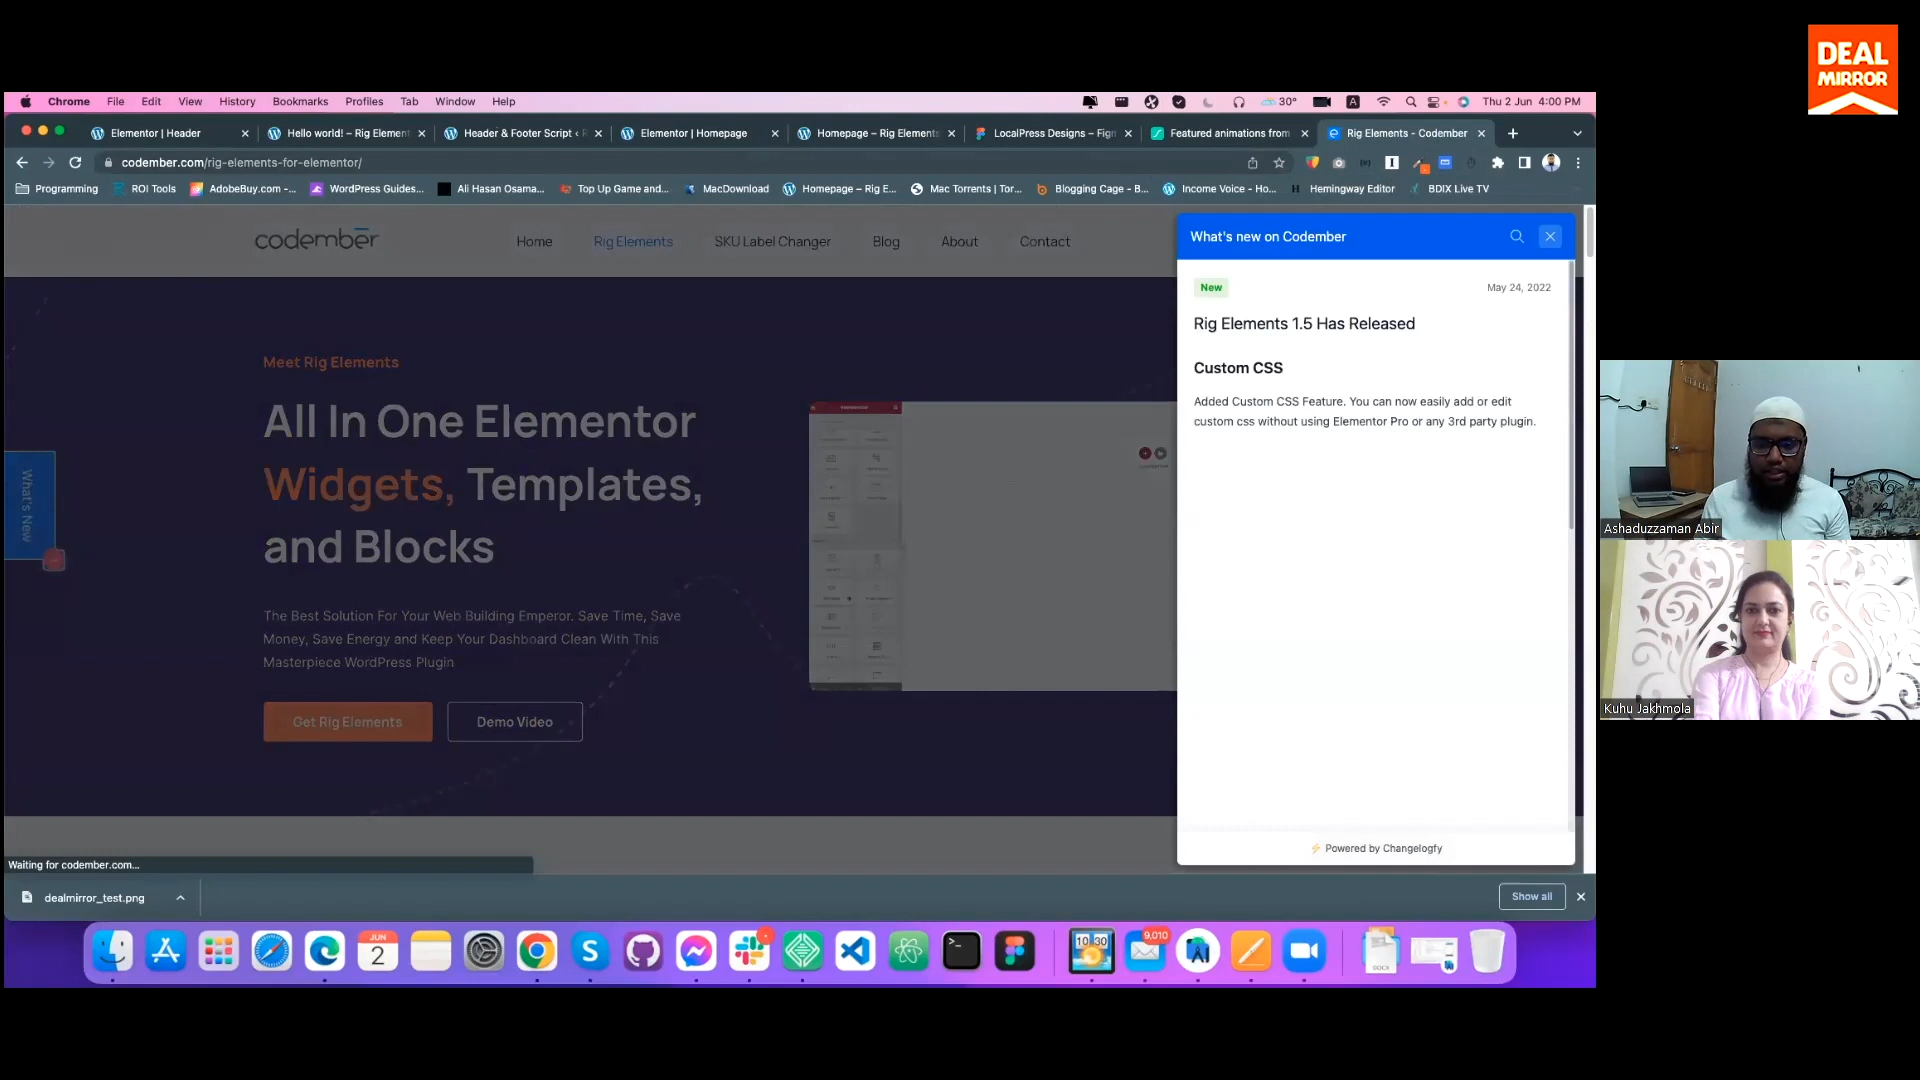 DEAL
MIRROR
Chrome File Edit View History Bookmarks Profiles Tab Window Help
30° A Thu 2 Jun 4:00 PM
Elementor | Header
Hello world! – Rig Element
Header & Footer Script ‹ R
Elementor | Homepage
Homepage – Rig Elements
LocalPress Designs – Figm
Featured animations from
Rig Elements - Codember
codember.com/rig-elements-for-elementor/
Programming ROI Tools AdobeBuy.com -... WordPress Guides... Ali Hasan Osama... Top Up Game and... MacDownload Homepage – Rig E... Mac Torrents | Tor... Blogging Cage - B... Income Voice - Ho... Hemingway Editor BDIX Live TV
codember
Home Rig Elements SKU Label Changer Blog About Contact
What's new on Codember
New May 24, 2022
Rig Elements 1.5 Has Released
Custom CSS
Added Custom CSS Feature. You can now easily add or edit
custom css without using Elementor Pro or any 3rd party plugin.
Powered by Changelogfy
Meet Rig Elements
All In One Elementor
Widgets, Templates,
and Blocks
What's New
The Best Solution For Your Web Building Emperor. Save Time, Save
Money, Save Energy and Keep Your Dashboard Clean With This
Masterpiece WordPress Plugin
Get Rig Elements Demo Video
Waiting for codember.com...
dealmirror_test.png
Show all
JUN
2
10 30
9,010
DOCX
Ashaduzzaman Abir
Kuhu Jakhmola